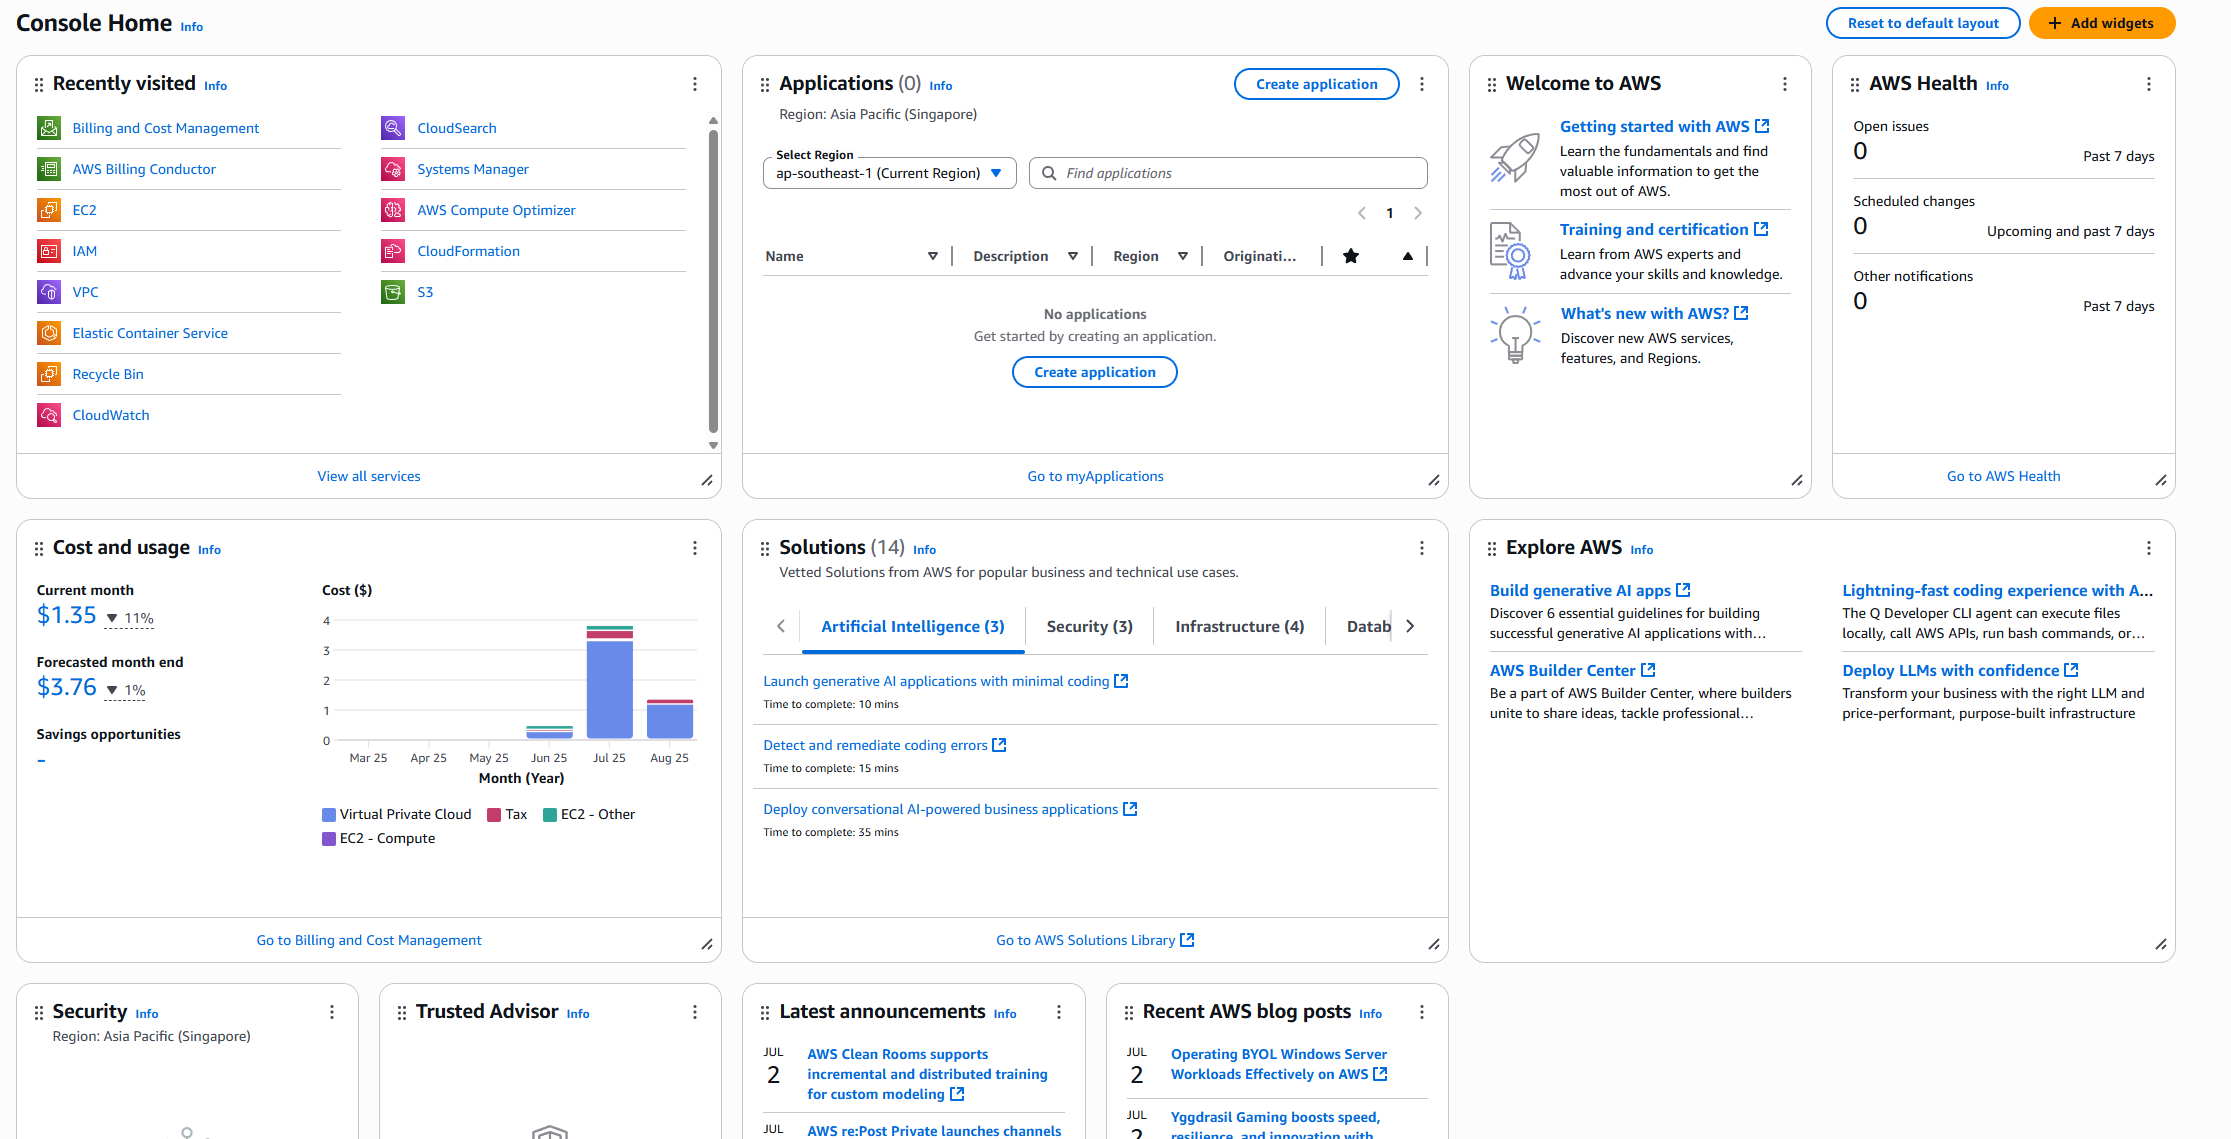 Console Home Info
Reset to default layout
Add widgets
Recently visited Info
Billing and Cost Management
AWS Billing Conductor
EC2
IAM
VPC
Elastic Container Service
Recycle Bin
CloudWatch
CloudSearch
Systems Manager
AWS Compute Optimizer
CloudFormation
S3
View all services
Applications (0) Info
Create application
Region: Asia Pacific (Singapore)
Select Region
ap-southeast-1 (Current Region)
Find applications
1
Name Description Region Originati...
No applications
Get started by creating an application.
Create application
Go to myApplications
Welcome to AWS
Getting started with AWS
Learn the fundamentals and find
valuable information to get the
most out of AWS.
Training and certification
Learn from AWS experts and
advance your skills and knowledge.
What's new with AWS?
Discover new AWS services,
features, and Regions.
AWS Health Info
Open issues
0
Past 7 days
Scheduled changes
0
Upcoming and past 7 days
Other notifications
0
Past 7 days
Go to AWS Health
Cost and usage Info
Current month
$1.35 11%
Forecasted month end
$3.76 1%
Savings opportunities
-
Cost ($)
4
3
2
1
0
Mar 25 Apr 25 May 25 Jun 25 Jul 25 Aug 25
Month (Year)
Virtual Private Cloud Tax EC2 - Other
EC2 - Compute
Go to Billing and Cost Management
Solutions (14) Info
Vetted Solutions from AWS for popular business and technical use cases.
Artificial Intelligence (3) Security (3) Infrastructure (4) Datab
Launch generative AI applications with minimal coding
Time to complete: 10 mins
Detect and remediate coding errors
Time to complete: 15 mins
Deploy conversational AI-powered business applications
Time to complete: 35 mins
Go to AWS Solutions Library
Explore AWS Info
Build generative AI apps
Discover 6 essential guidelines for building
successful generative AI applications with...
AWS Builder Center
Be a part of AWS Builder Center, where builders
unite to share ideas, tackle professional...
Lightning-fast coding experience with A...
The Q Developer CLI agent can execute files
locally, call AWS APIs, run bash commands, or...
Deploy LLMs with confidence
Transform your business with the right LLM and
price-performant, purpose-built infrastructure
Security Info
Region: Asia Pacific (Singapore)
Trusted Advisor Info
Latest announcements Info
JUL
2
AWS Clean Rooms supports
incremental and distributed training
for custom modeling
JUL
AWS re:Post Private launches channels
Recent AWS blog posts Info
JUL
2
Operating BYOL Windows Server
Workloads Effectively on AWS
JUL
2
Yggdrasil Gaming boosts speed,
resilience, and innovation with